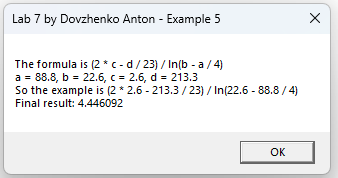 Lab 7 by Dovzhenko Anton - Example 5
The formula is (2 * c - d / 23) / ln(b - a / 4)
a = 88.8, b = 22.6, c = 2.6, d = 213.3
So the example is (2 * 2.6 - 213.3 / 23) / ln(22.6 - 88.8 / 4)
Final result: 4.446092
OK